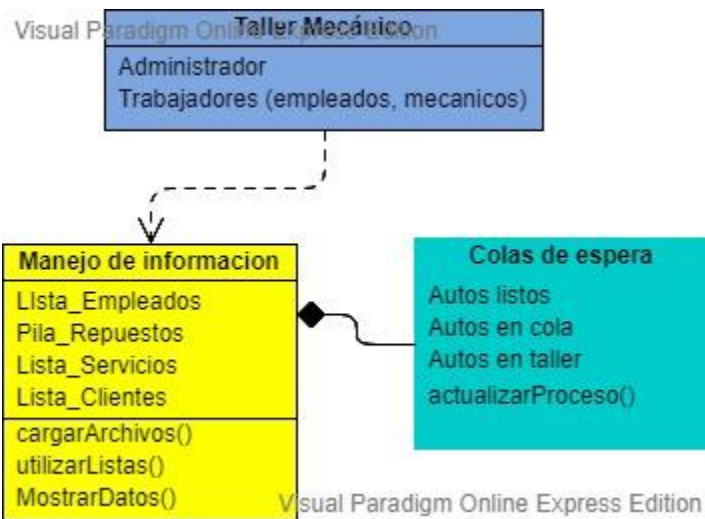 Visual Paradigm Online Express Edition
Taller Mecánico
Administrador
Trabajadores (empleados, mecanicos)
Manejo de informacion
LIsta_Empleados
Pila_Repuestos
Lista_Servicios
Lista_Clientes
cargarArchivos()
utilizarListas()
MostrarDatos()
Colas de espera
Autos listos
Autos en cola
Autos en taller
actualizarProceso()
Visual Paradigm Online Express Edition